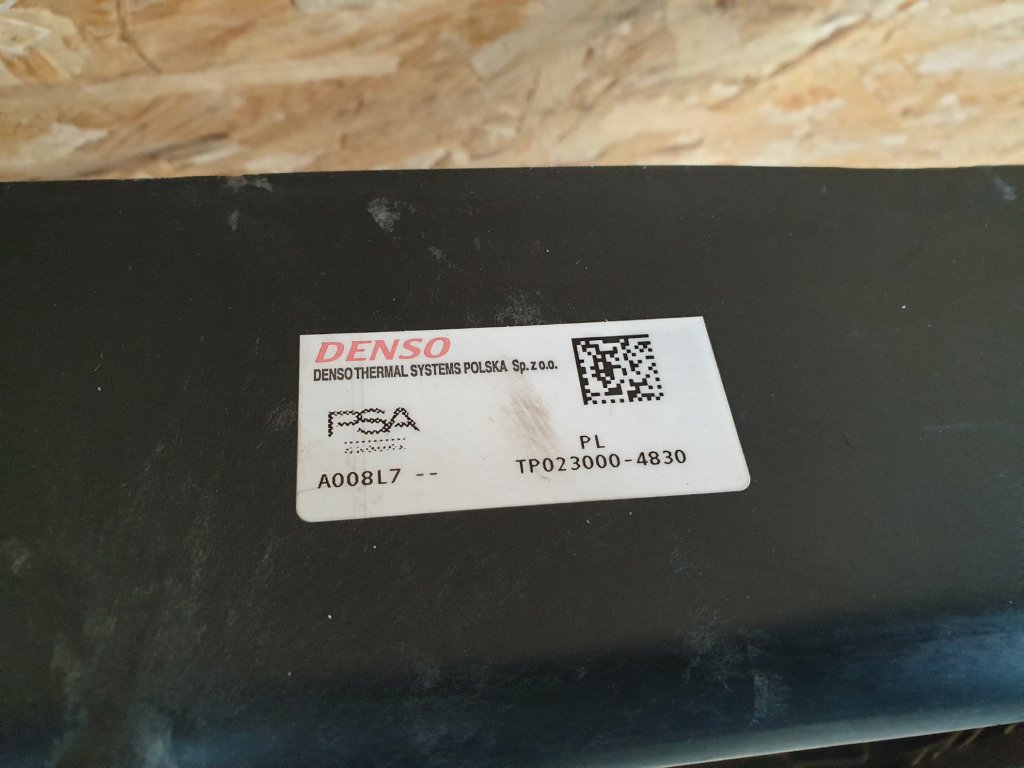 DENSO
DENSO THERMAL SYSTEMS POLSKA Sp. z o.o.
PSA
A008L7 --
PL
TP023000-4830